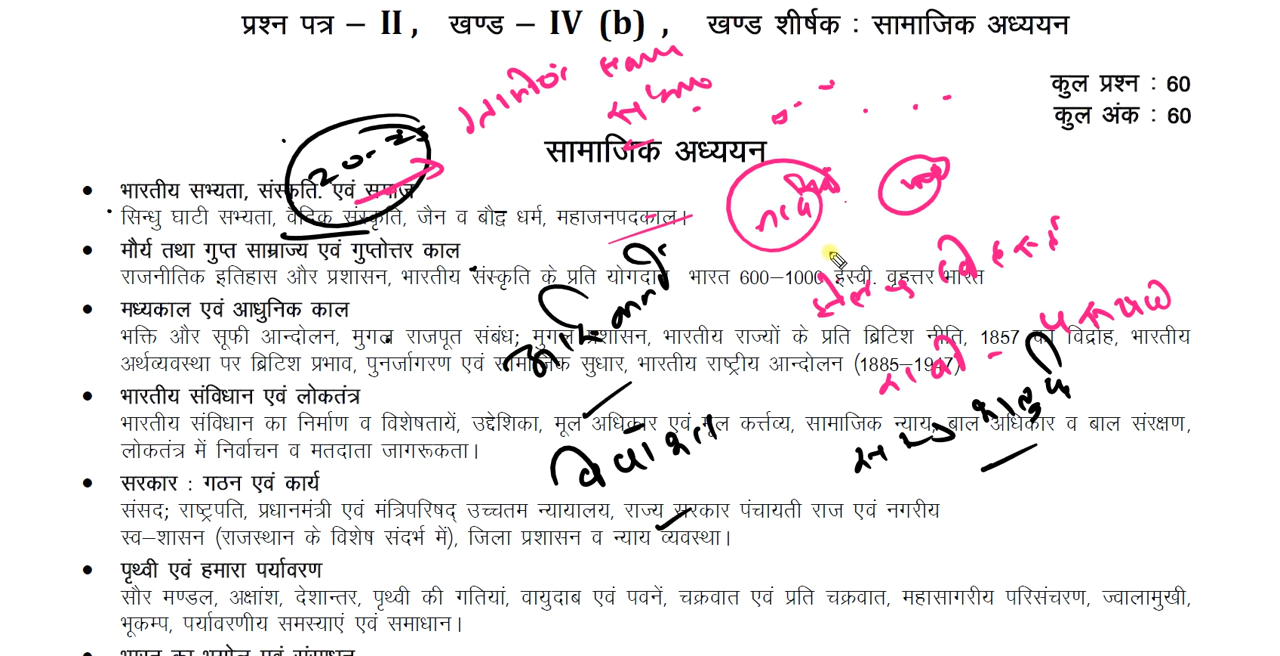 प्रश्न पत्र – II, खण्ड – IV (b), खण्ड शीर्षक : सामाजिक अध्ययन
कुल प्रश्न : 60
कुल अंक : 60
सामाजिक अध्ययन
• भारतीय सभ्यता, संस्कृति. एवं समाज
सिन्धु घाटी सभ्यता, वैदिक संस्कृति, जैन व बौद्व धर्म, महाजनपदकाल।
• मौर्य तथा गुप्त साम्राज्य एवं गुप्तोत्तर काल
राजनीतिक इतिहास और प्रशासन, भारतीय संस्कृति के प्रति योगदान भारत 600–1000 ईस्वी. वृहत्तर भारत
• मध्यकाल एवं आधुनिक काल
भक्ति और सूफी आन्दोलन, मुगल राजपूत संबंध; मुगल प्रशासन, भारतीय राज्यों के प्रति ब्रिटिश नीति, 1857 का विद्रोह, भारतीय
अर्थव्यवस्था पर ब्रिटिश प्रभाव, पुनर्जागरण एवं सामाजिक सुधार, भारतीय राष्ट्रीय आन्दोलन (1885–1947)
• भारतीय संविधान एवं लोकतंत्र
भारतीय संविधान का निर्माण व विशेषतायें, उद्देशिका, मूल अधिकार एवं मूल कर्त्तव्य, सामाजिक न्याय, बाल अधिकार व बाल संरक्षण,
लोकतंत्र में निर्वाचन व मतदाता जागरूकता।
• सरकार : गठन एवं कार्य
संसद; राष्ट्रपति, प्रधानमंत्री एवं मंत्रिपरिषद् उच्चतम न्यायालय, राज्य सरकार पंचायती राज एवं नगरीय
स्व–शासन (राजस्थान के विशेष संदर्भ में), जिला प्रशासन व न्याय व्यवस्था।
• पृथ्वी एवं हमारा पर्यावरण
सौर मण्डल, अक्षांश, देशान्तर, पृथ्वी की गतियां, वायुदाब एवं पवनें, चक्रवात एवं प्रति चक्रवात, महासागरीय परिसंचरण, ज्वालामुखी,
भूकम्प, पर्यावरणीय समस्याएं एवं समाधान।